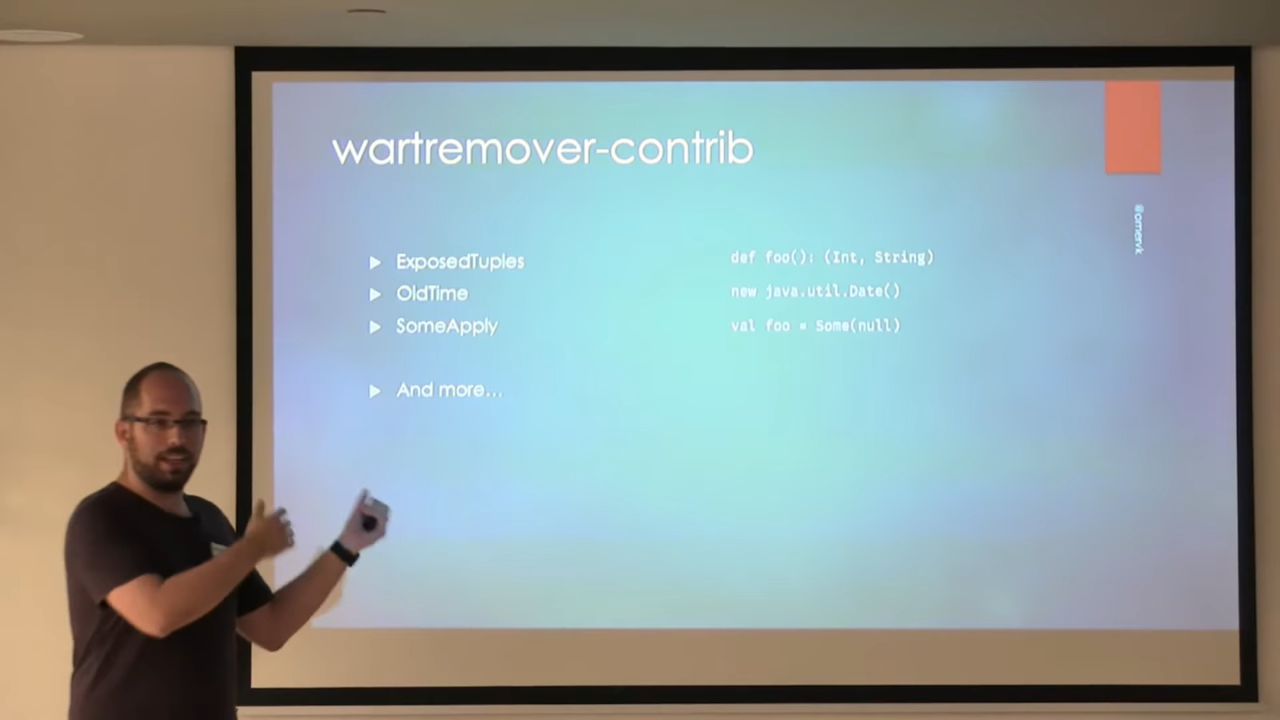 wartremover-contrib
ExposedTuples
def foo(): (Int, String)
OldTime
new java.util.Date()
SomeApply
val foo = Some(null)
And more...
@omervk